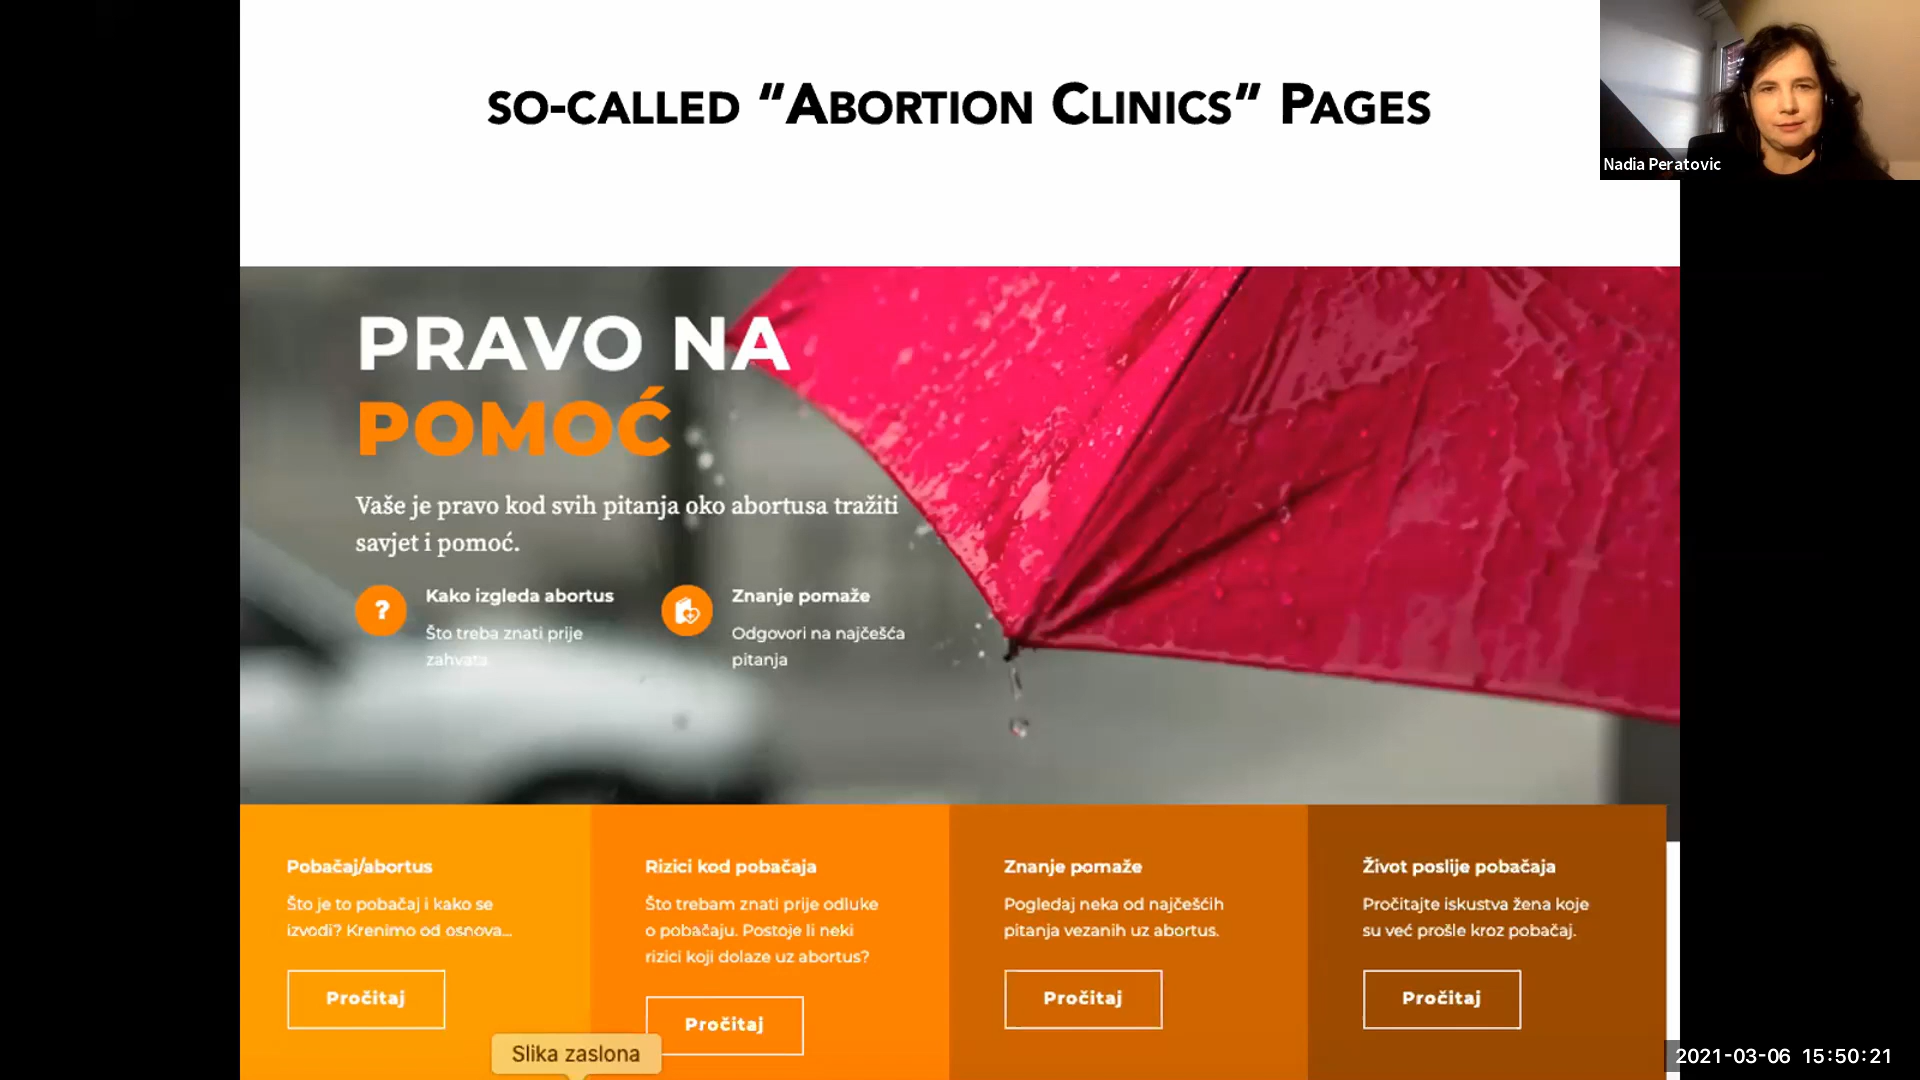 SO-CALLED “ABORTION CLINICS” PAGES
Nadia Peratovic
PRAVO NA
POMOĆ
Vaše je pravo kod svih pitanja oko abortusa tražiti
savjet i pomoć.
?
Kako izgleda abortus
Što treba znati prije
zahvata
Znanje pomaže
Odgovori na najčešća
pitanja
Pobačaj/abortus
Što je to pobačaj i kako se
izvodi? Krenimo od osnova...
Pročitaj
Rizici kod pobačaja
Što trebam znati prije odluke
o pobačaju. Postoje li neki
rizici koji dolaze uz abortus?
Pročitaj
Znanje pomaže
Pogledaj neka od najčešćih
pitanja vezanih uz abortus.
Pročitaj
Život poslije pobačaja
Pročitajte iskustva žena koje
su već prošle kroz pobačaj.
Pročitaj
Slika zaslona
2021-03-06 15:50:21